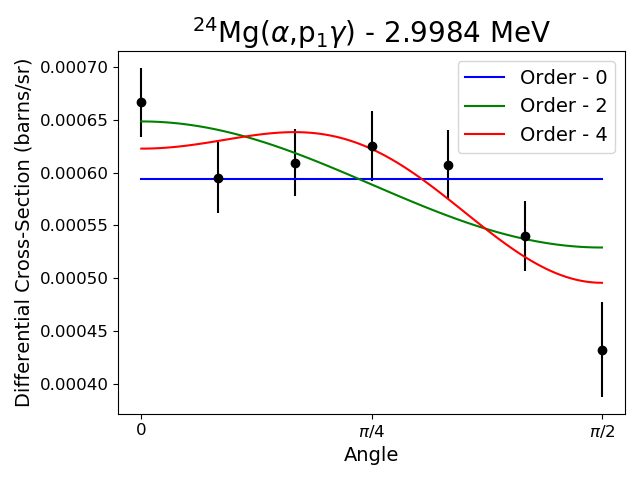 ²⁴Mg(α,p₁γ) - 2.9984 MeV
Differential Cross-Section (barns/sr)
0.00070
0.00065
0.00060
0.00055
0.00050
0.00045
0.00040
Order - 0
Order - 2
Order - 4
0
π/4
π/2
Angle